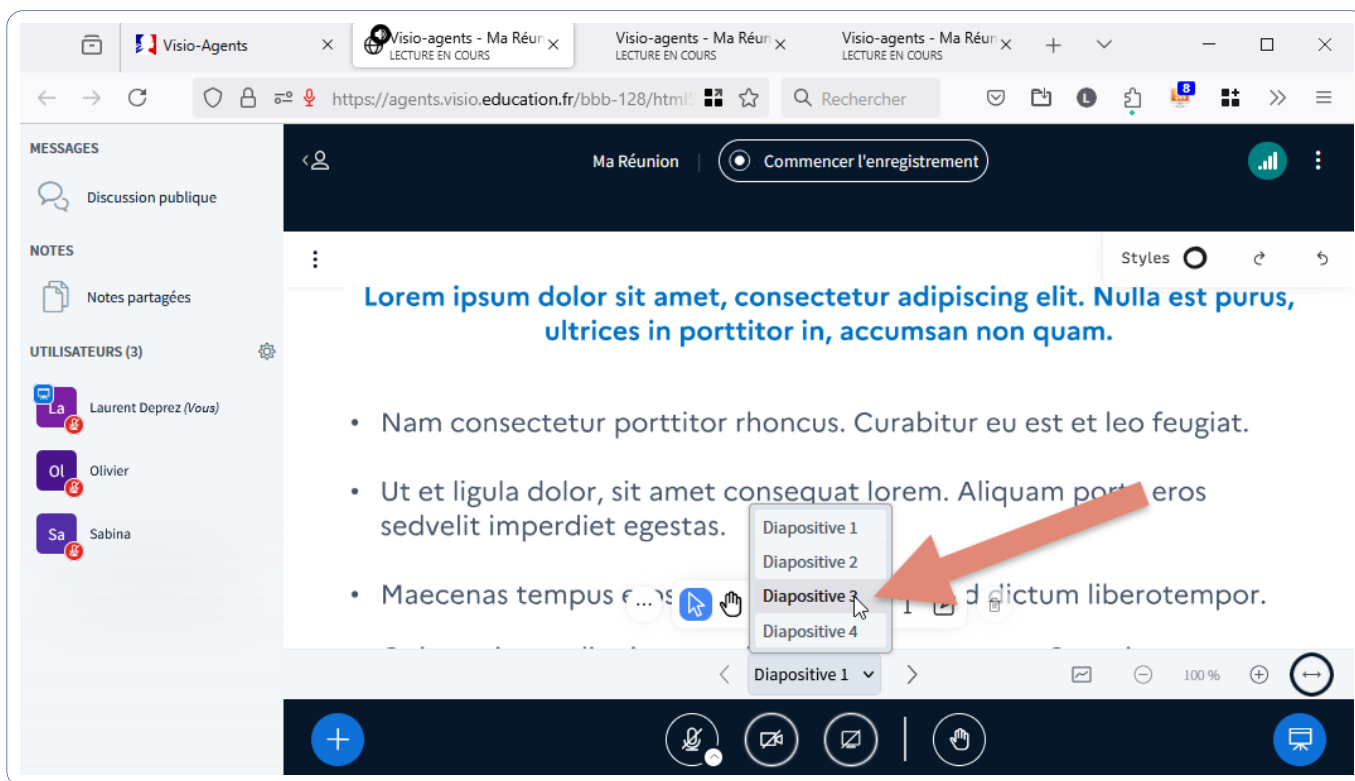 Visio-Agents
Visio-agents - Ma Réun
LECTURE EN COURS
Visio-agents - Ma Réun
LECTURE EN COURS
Visio-agents - Ma Réun
LECTURE EN COURS
https://agents.visio.education.fr/bbb-128/html5
Rechercher
L
8
MESSAGES
Discussion publique
NOTES
Notes partagées
UTILISATEURS (3)
La
Laurent Deprez (Vous)
Ol
Olivier
Sa
Sabina
Ma Réunion
Commencer l'enregistrement
Styles
Lorem ipsum dolor sit amet, consectetur adipiscing elit. Nulla est purus,
ultrices in porttitor in, accumsan non quam.
• Nam consectetur porttitor rhoncus. Curabitur eu est et leo feugiat.
• Ut et ligula dolor, sit amet consequat lorem. Aliquam porta eros
sedvelit imperdiet egestas.
• Maecenas tempus dictum liberotempor.
Diapositive 1
Diapositive 2
Diapositive 3
Diapositive 4
Diapositive 1
100 %